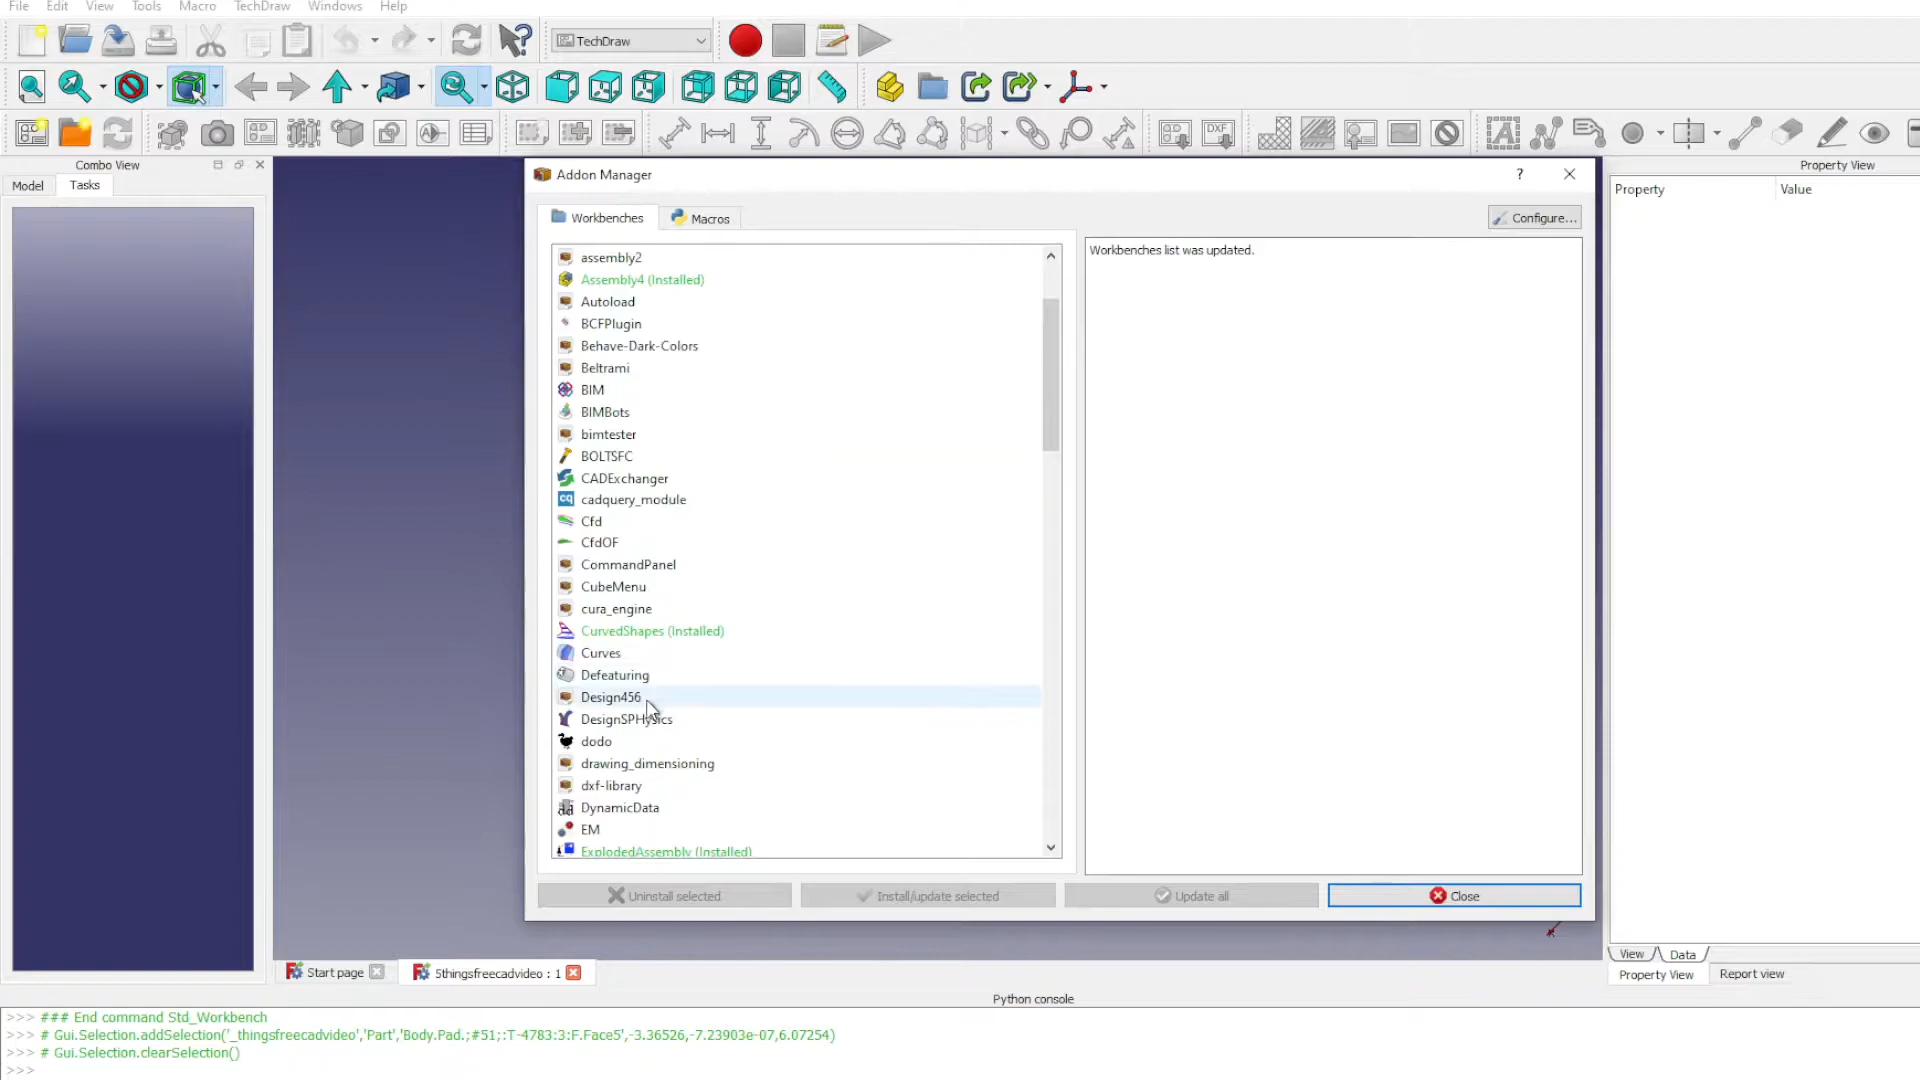 File Edit View Tools Macro TechDraw Windows Help
TechDraw
DXF
Combo View
Model Tasks
Addon Manager
?
Workbenches Macros Configure...
assembly2
Assembly4 (Installed)
Autoload
BCFPlugin
Behave-Dark-Colors
Beltrami
BIM
BIMBots
bimtester
BOLTSFC
CADExchanger
cq cadquery_module
Cfd
CfdOF
CommandPanel
CubeMenu
cura_engine
CurvedShapes (Installed)
Curves
Defeaturing
Design456
DesignSPHysics
dodo
drawing_dimensioning
dxf-library
DynamicData
EM
ExplodedAssembly (Installed)
Workbenches list was updated.
Uninstall selected Install/update selected Update all Close
Property View
Property Value
View Data
Property View Report view
Start page 5thingsfreecadvideo : 1
Python console
>>> ### End command Std_Workbench
>>> # Gui.Selection.addSelection('_thingsfreecadvideo','Part','Body.Pad.;#51;:T-4783:3:F.Face5',-3.36526,-7.23903e-07,6.07254)
>>> # Gui.Selection.clearSelection()
>>>